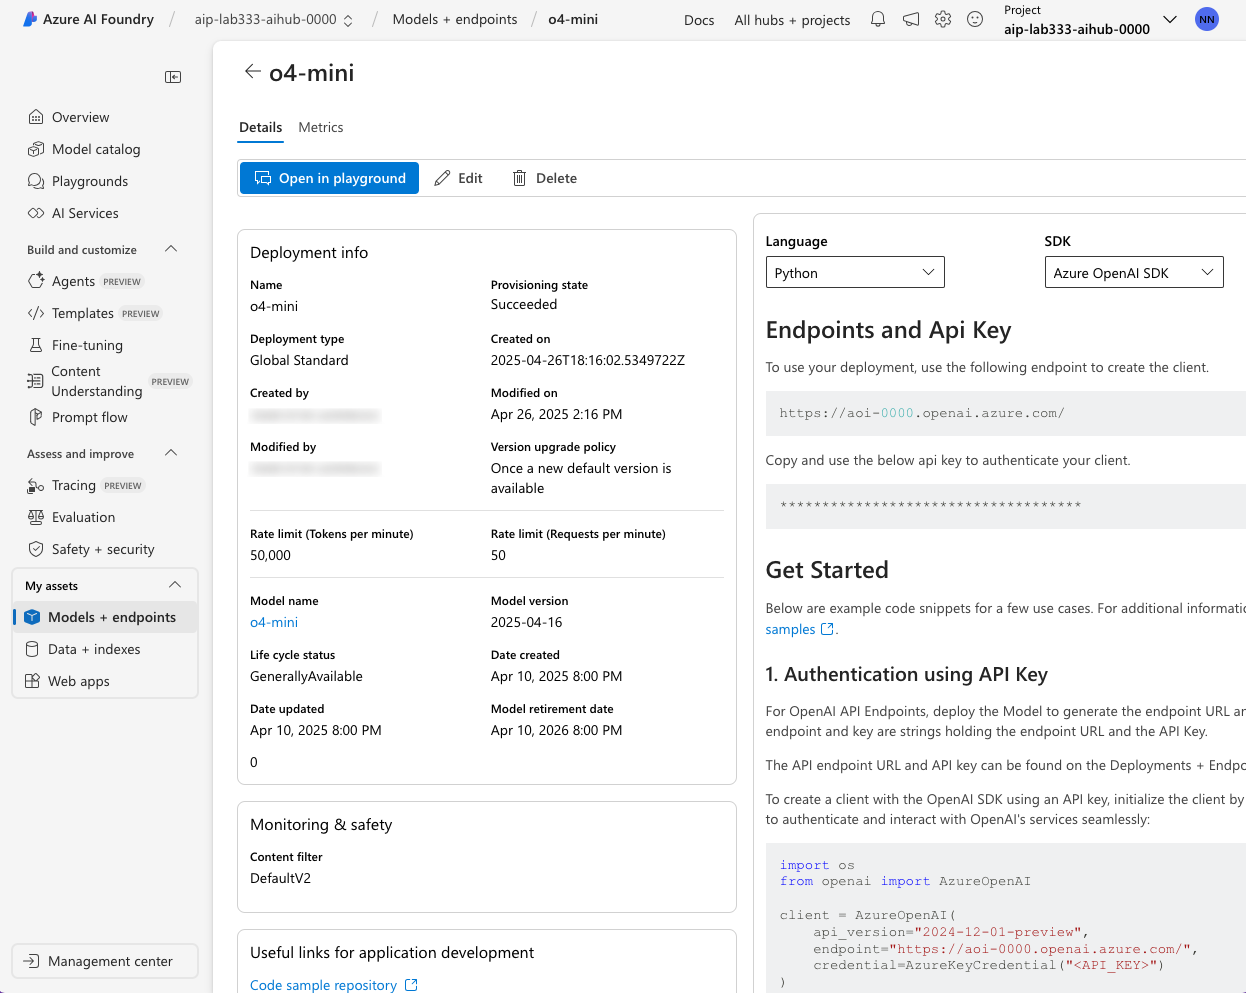 Azure AI Foundry / aip-lab333-aihub-0000 / Models + endpoints / o4-mini
Docs All hubs + projects
Project
aip-lab333-aihub-0000
NN
Overview
Model catalog
Playgrounds
AI Services
Build and customize
Agents PREVIEW
Templates PREVIEW
Fine-tuning
Content
Understanding PREVIEW
Prompt flow
Assess and improve
Tracing PREVIEW
Evaluation
Safety + security
My assets
Models + endpoints
Data + indexes
Web apps
Management center
o4-mini
Details Metrics
Open in playground Edit Delete
Deployment info
Name
o4-mini
Provisioning state
Succeeded
Deployment type
Global Standard
Created on
2025-04-26T18:16:02.5349722Z
Created by
Modified on
Apr 26, 2025 2:16 PM
Modified by
Version upgrade policy
Once a new default version is
available
Rate limit (Tokens per minute)
50,000
Rate limit (Requests per minute)
50
Model name
o4-mini
Model version
2025-04-16
Life cycle status
GenerallyAvailable
Date created
Apr 10, 2025 8:00 PM
Date updated
Apr 10, 2025 8:00 PM
Model retirement date
Apr 10, 2026 8:00 PM
0
Monitoring & safety
Content filter
DefaultV2
Useful links for application development
Code sample repository
Language
Python
SDK
Azure OpenAI SDK
Endpoints and Api Key
To use your deployment, use the following endpoint to create the client.
https://aoi-0000.openai.azure.com/
Copy and use the below api key to authenticate your client.
************************************
Get Started
Below are example code snippets for a few use cases. For additional informatio
samples.
1. Authentication using API Key
For OpenAI API Endpoints, deploy the Model to generate the endpoint URL an
endpoint and key are strings holding the endpoint URL and the API Key.
The API endpoint URL and API key can be found on the Deployments + Endpo
To create a client with the OpenAI SDK using an API key, initialize the client by
to authenticate and interact with OpenAI's services seamlessly:
import os
from openai import AzureOpenAI
client = AzureOpenAI(
api_version="2024-12-01-preview",
endpoint="https://aoi-0000.openai.azure.com/",
credential=AzureKeyCredential("<API_KEY>")
)